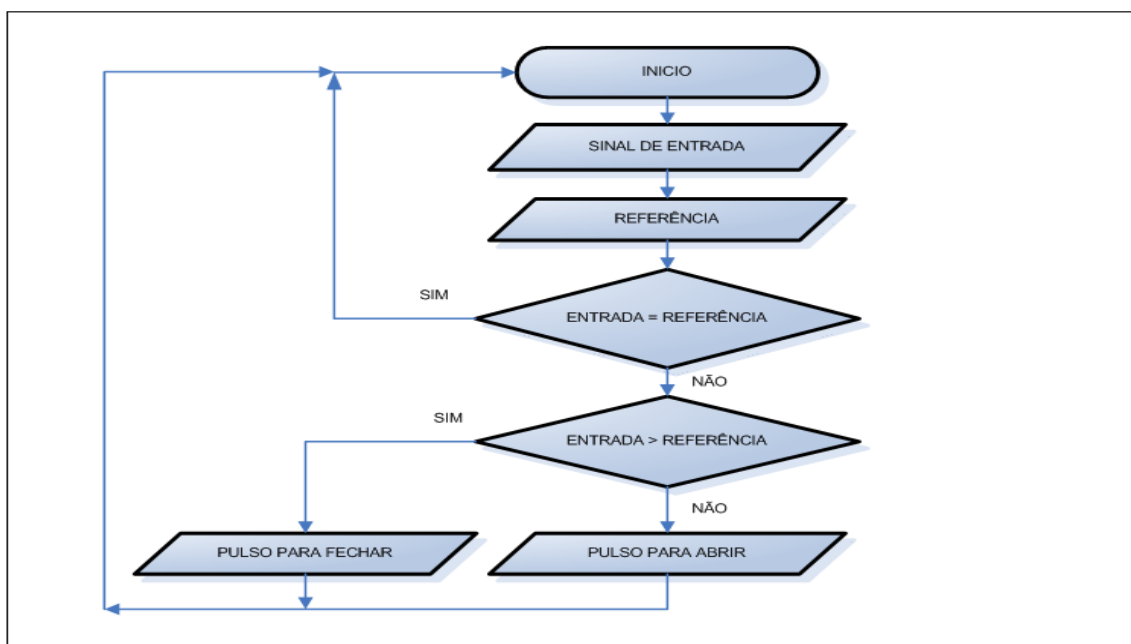 INICIO
SINAL DE ENTRADA
REFERÊNCIA
SIM
ENTRADA = REFERÊNCIA
NÃO
SIM
ENTRADA > REFERÊNCIA
NÃO
PULSO PARA FECHAR
PULSO PARA ABRIR